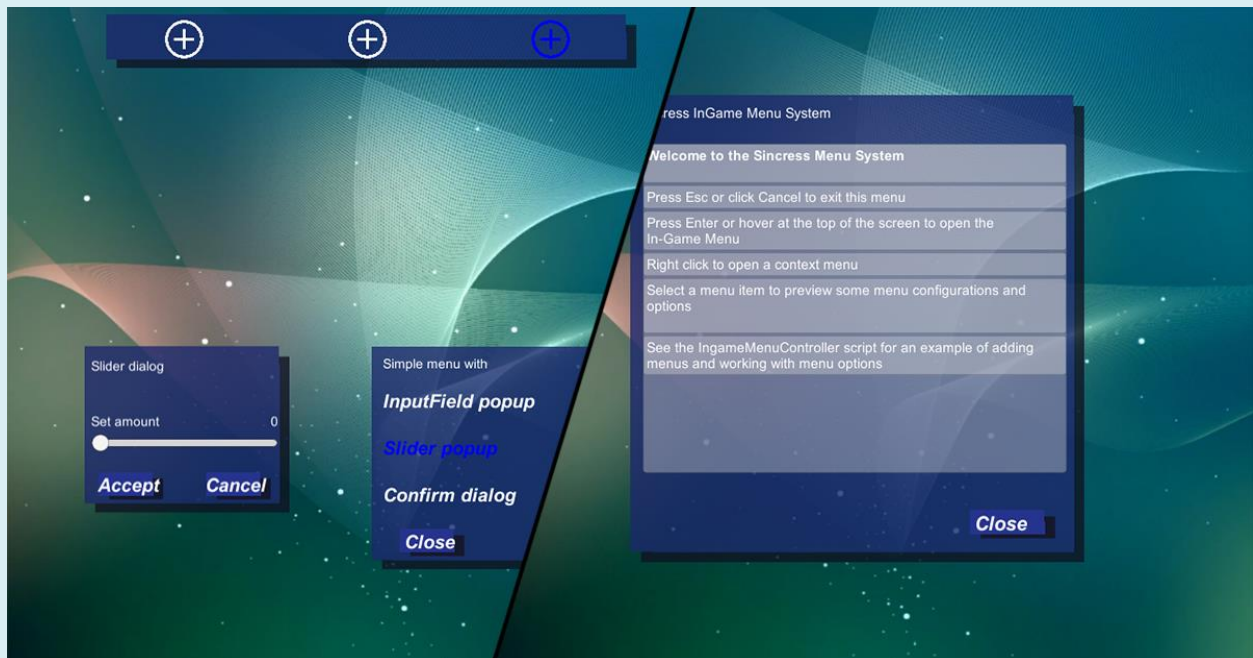 Slider dialog
Set amount 0
Accept Cancel
Simple menu with
InputField popup
Slider popup
Confirm dialog
Close
ress InGame Menu System
Welcome to the Sincress Menu System
Press Esc or click Cancel to exit this menu
Press Enter or hover at the top of the screen to open the
In-Game Menu
Right click to open a context menu
Select a menu item to preview some menu configurations and
options
See the IngameMenuController script for an example of adding
menus and working with menu options
Close